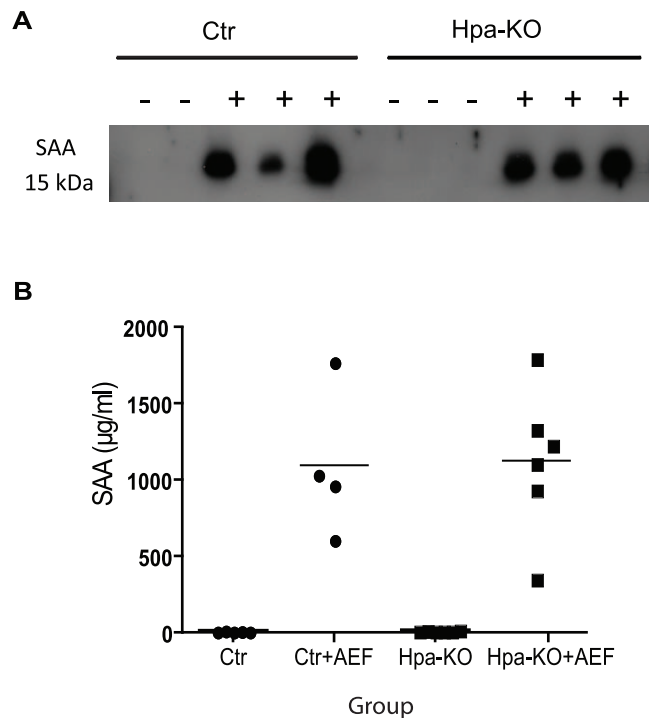 A
Ctr Hpa-KO
- - + + + - - - + + +
SAA
15 kDa
B
2000
1500
1000
500
0
SAA (µg/ml)
Ctr Ctr+AEF Hpa-KO Hpa-KO+AEF
Group